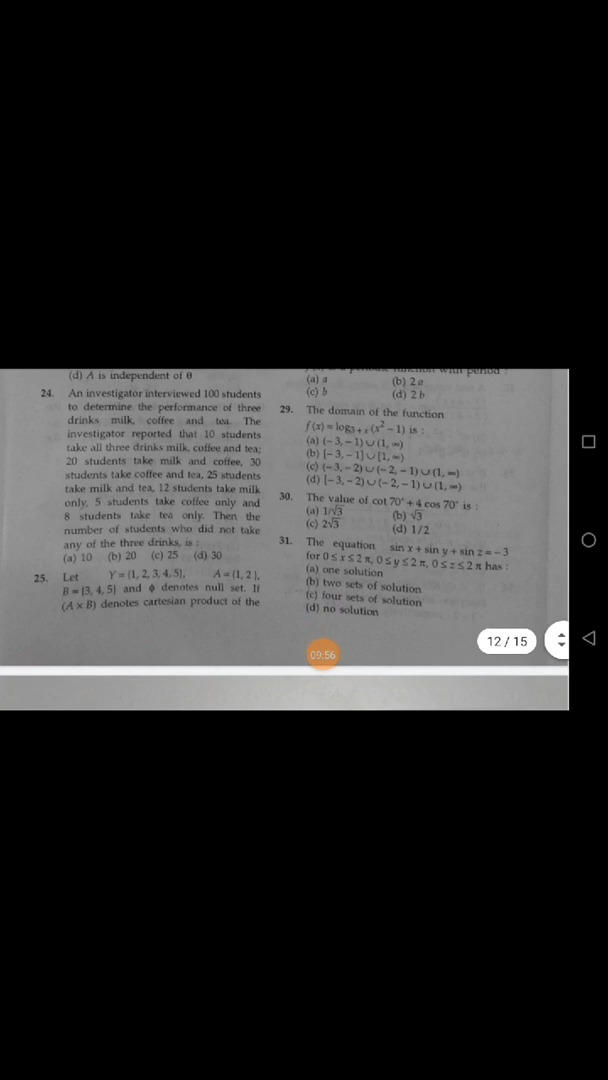 (d) A is independent of θ
24. An investigator interviewed 100 students
to determine the performance of three
drinks milk, coffee and tea. The
investigator reported that 10 students
take all three drinks milk, coffee and tea;
20 students take milk and coffee, 30
students take coffee and tea, 25 students
take milk and tea, 12 students take milk
only, 5 students take coffee only and
8 students take tea only. Then the
number of students who did not take
any of the three drinks, is :
(a) 10 (b) 20 (c) 25 (d) 30
25. Let Y = {1, 2, 3, 4, 5}, A = {1, 2},
B = {3, 4, 5} and ϕ denotes null set. If
(A × B) denotes cartesian product of the
periodic function with period :
(a) a (b) 2 a
(c) b (d) 2 b
29. The domain of the function
f (x) = log₃₊ₓ (x² − 1) is :
(a) (− 3, − 1) ∪ (1, ∞)
(b) [− 3, − 1] ∪ [1, ∞)
(c) (− 3, − 2) ∪ (− 2, − 1) ∪ (1, ∞)
(d) [− 3, − 2) ∪ (− 2, − 1) ∪ (1, ∞)
30. The value of cot 70° + 4 cos 70° is :
(a) 1/√3 (b) √3
(c) 2√3 (d) 1/2
31. The equation sin x + sin y + sin z = − 3
for 0 ≤ x ≤ 2 π, 0 ≤ y ≤ 2 π, 0 ≤ z ≤ 2 π has :
(a) one solution
(b) two sets of solution
(c) four sets of solution
(d) no solution
12 / 15
09:56